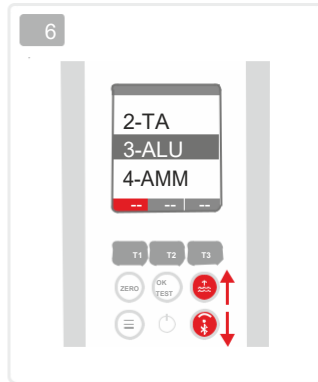 6
2-TA
3-ALU
4-AMM
-- -- --
T1 T2 T3
ZERO OK TEST